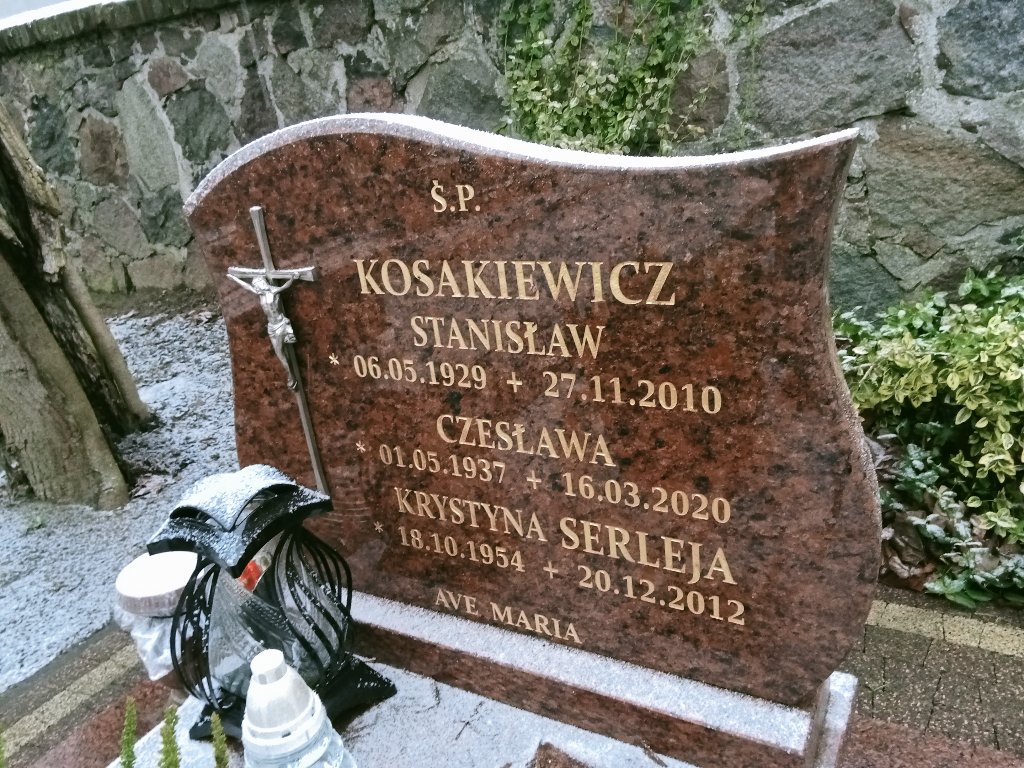 Ś.P.
KOSAKIEWICZ
STANISŁAW
* 06.05.1929 + 27.11.2010
CZESŁAWA
* 01.05.1937 + 16.03.2020
KRYSTYNA SERLEJA
* 18.10.1954 + 20.12.2012
AVE MARIA